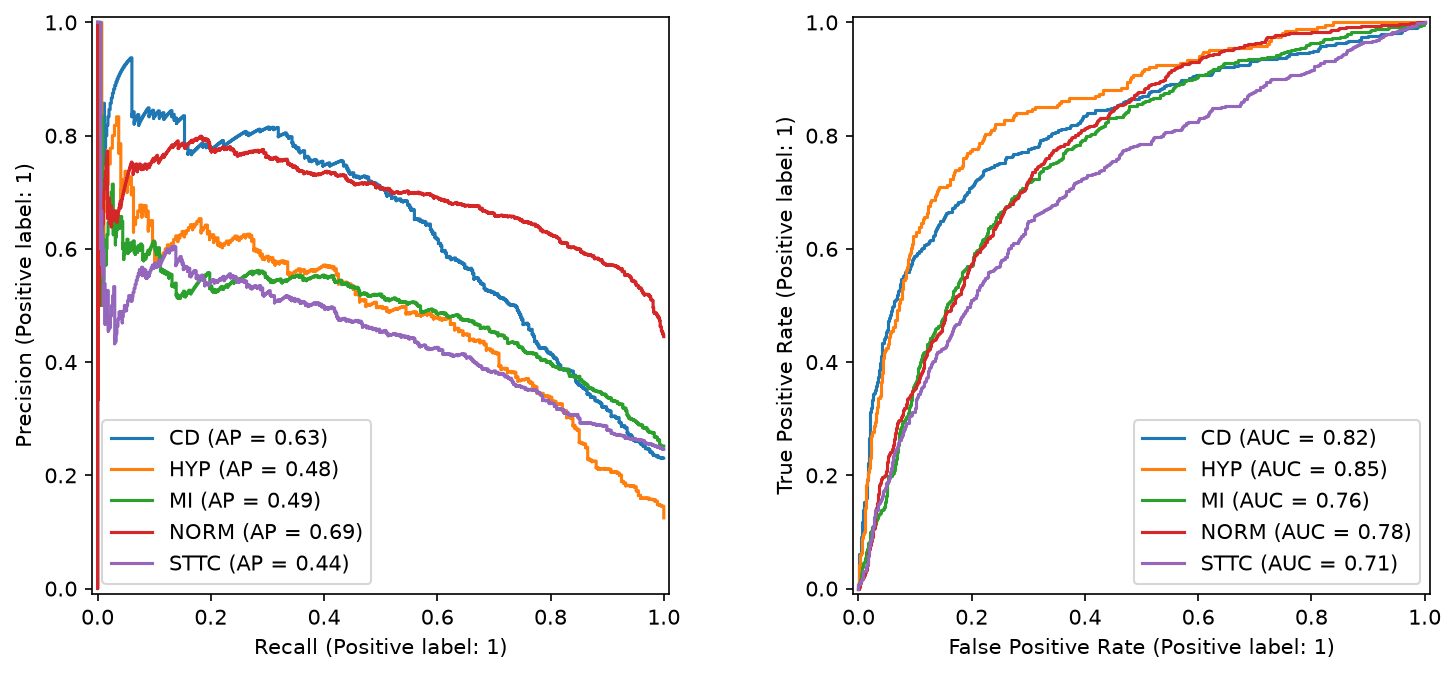 1.0
0.8
0.6
0.4
0.2
0.0
Precision (Positive label: 1)
CD (AP = 0.63)
HYP (AP = 0.48)
MI (AP = 0.49)
NORM (AP = 0.69)
STTC (AP = 0.44)
0.0 0.2 0.4 0.6 0.8 1.0
Recall (Positive label: 1)
1.0
0.8
0.6
0.4
0.2
0.0
True Positive Rate (Positive label: 1)
CD (AUC = 0.82)
HYP (AUC = 0.85)
MI (AUC = 0.76)
NORM (AUC = 0.78)
STTC (AUC = 0.71)
0.0 0.2 0.4 0.6 0.8 1.0
False Positive Rate (Positive label: 1)